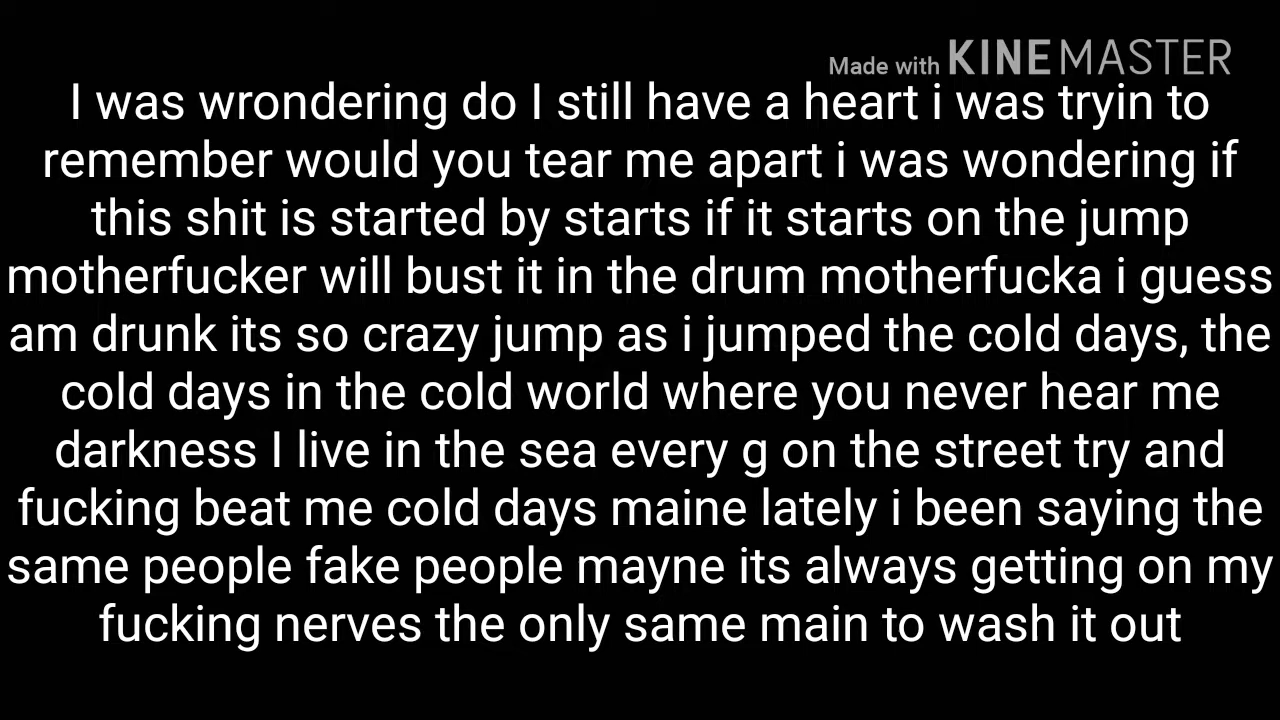 Made with KINEMASTER
I was wrondering do I still have a heart i was tryin to
remember would you tear me apart i was wondering if
this shit is started by starts if it starts on the jump
motherfucker will bust it in the drum motherfucka i guess
am drunk its so crazy jump as i jumped the cold days, the
cold days in the cold world where you never hear me
darkness I live in the sea every g on the street try and
fucking beat me cold days maine lately i been saying the
same people fake people mayne its always getting on my
fucking nerves the only same main to wash it out